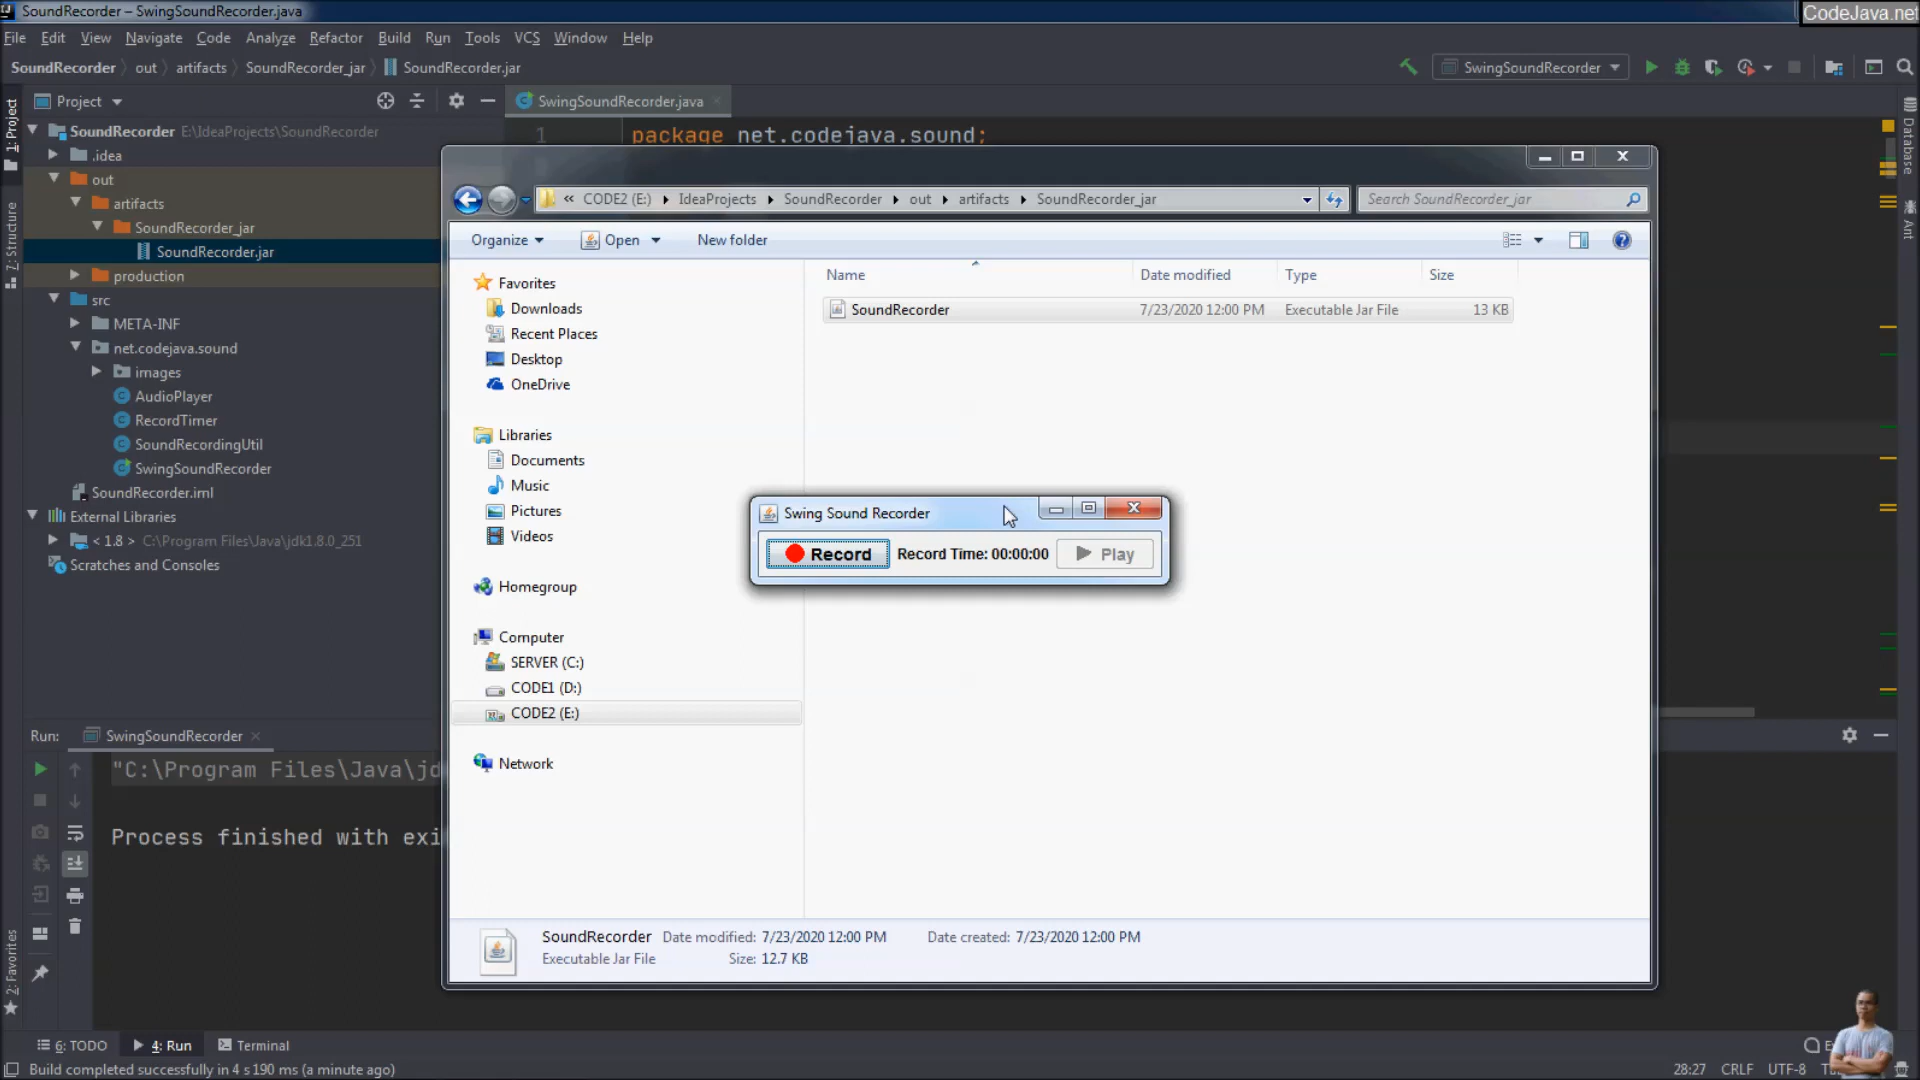 SoundRecorder – SwingSoundRecorder.java
CodeJava.net
File Edit View Navigate Code Analyze Refactor Build Run Tools VCS Window Help
SoundRecorder out artifacts SoundRecorder_jar SoundRecorder.jar
SwingSoundRecorder
1: Project
7: Structure
2: Favorites
Project
SoundRecorder E:\IdeaProjects\SoundRecorder
.idea
out
artifacts
SoundRecorder_jar
SoundRecorder.jar
production
src
META-INF
net.codejava.sound
images
AudioPlayer
RecordTimer
SoundRecordingUtil
SwingSoundRecorder
SoundRecorder.iml
External Libraries
< 1.8 > C:\Program Files\Java\jdk1.8.0_251
Scratches and Consoles
SwingSoundRecorder.java
1 package net.codejava.sound;
Database
Ant
« CODE2 (E:) IdeaProjects SoundRecorder out artifacts SoundRecorder_jar
Search SoundRecorder_jar
Organize Open New folder
Favorites
Downloads
Recent Places
Desktop
OneDrive
Libraries
Documents
Music
Pictures
Videos
Homegroup
Computer
SERVER (C:)
CODE1 (D:)
CODE2 (E:)
Network
Name Date modified Type Size
SoundRecorder 7/23/2020 12:00 PM Executable Jar File 13 KB
Swing Sound Recorder
Record Record Time: 00:00:00 Play
SoundRecorder Date modified: 7/23/2020 12:00 PM Date created: 7/23/2020 12:00 PM
Executable Jar File Size: 12.7 KB
Run: SwingSoundRecorder
"C:\Program Files\Java\jd
Process finished with exi
6: TODO 4: Run Terminal
Build completed successfully in 4 s 190 ms (a minute ago)
28:27 CRLF UTF-8